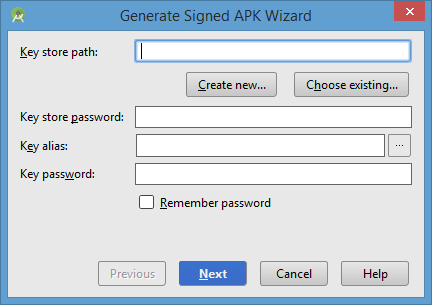 Generate Signed APK Wizard
Key store path:
Create new...
Choose existing...
Key store password:
Key alias:
...
Key password:
Remember password
Previous
Next
Cancel
Help